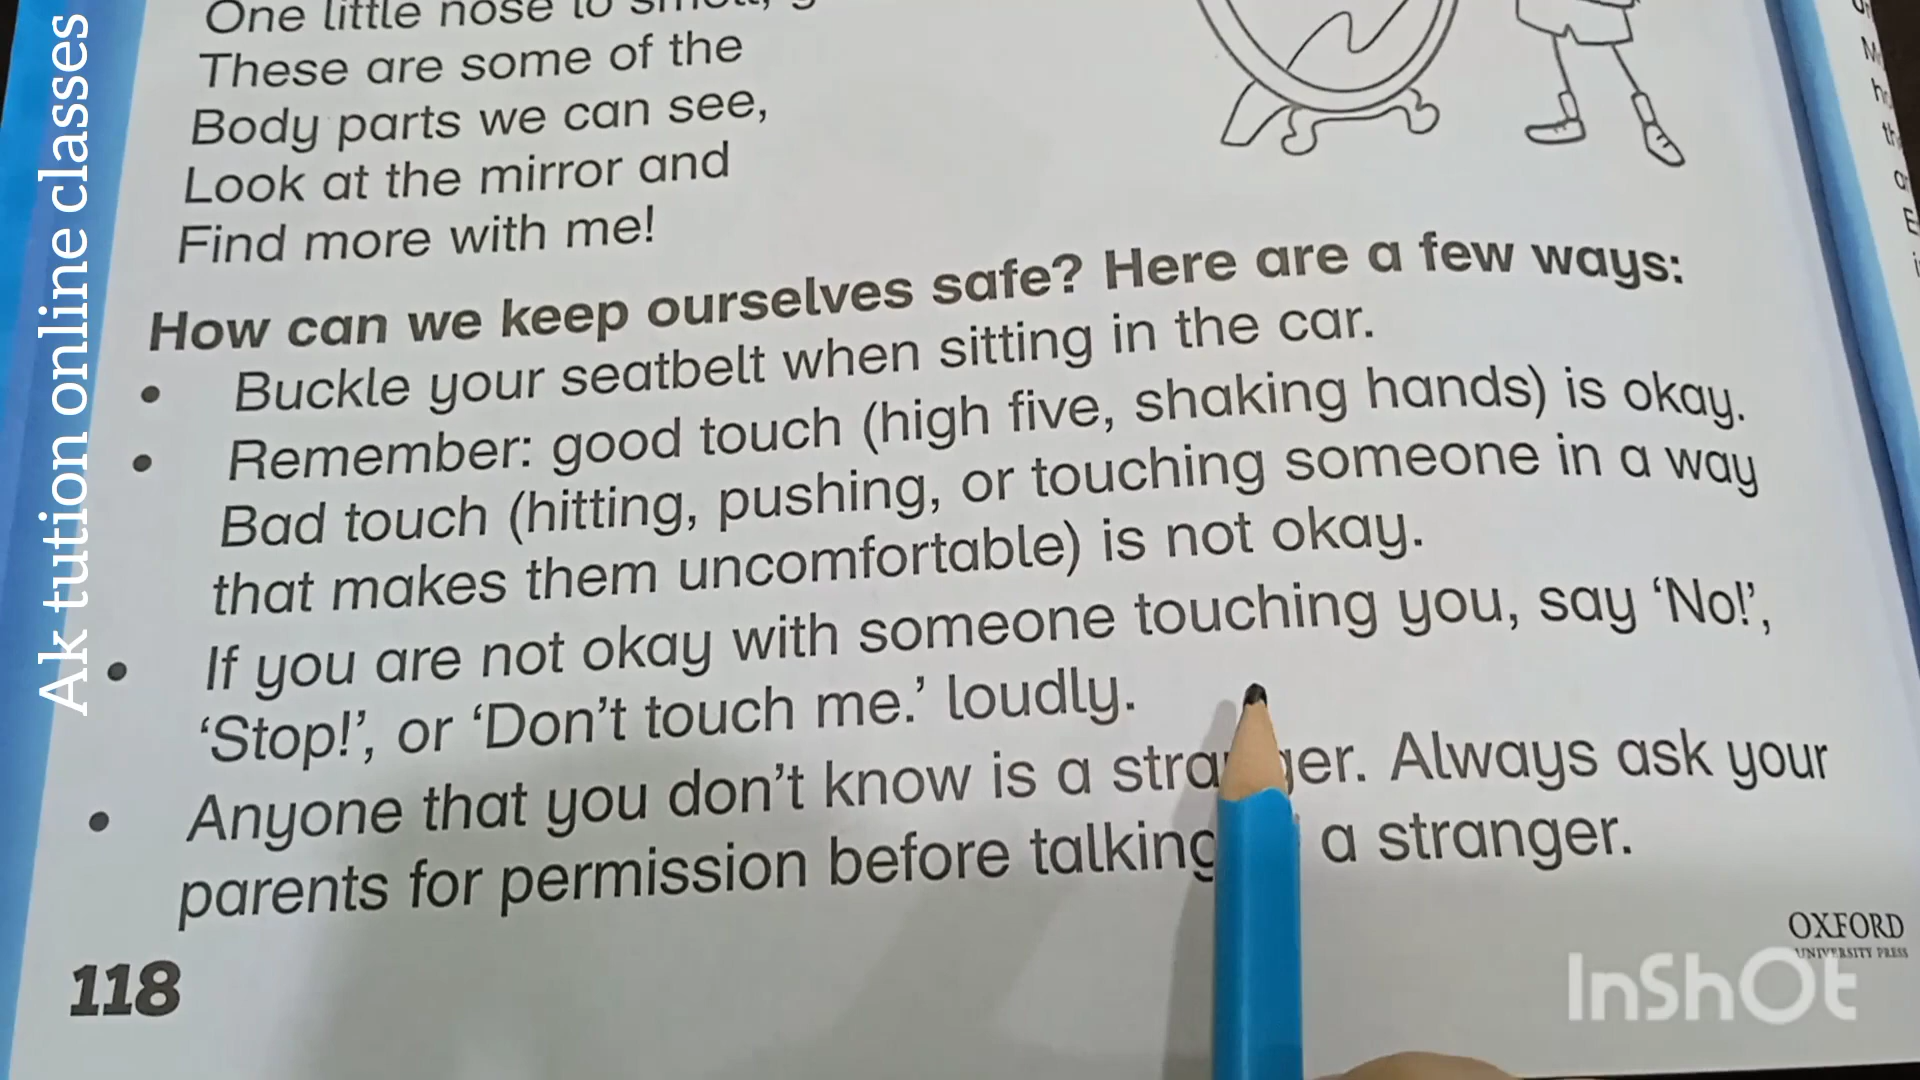 Ak tution online classes
One little nose to
These are some of the
Body parts we can see,
Look at the mirror and
Find more with me!
How can we keep ourselves safe? Here are a few ways:
• Buckle your seatbelt when sitting in the car.
• Remember: good touch (high five, shaking hands) is okay.
Bad touch (hitting, pushing, or touching someone in a way
that makes them uncomfortable) is not okay.
• If you are not okay with someone touching you, say ‘No!’,
‘Stop!’, or ‘Don’t touch me.’ loudly.
• Anyone that you don’t know is a stranger. Always ask your
parents for permission before talking a stranger.
118
OXFORD
UNIVERSITY PRESS
InShOt